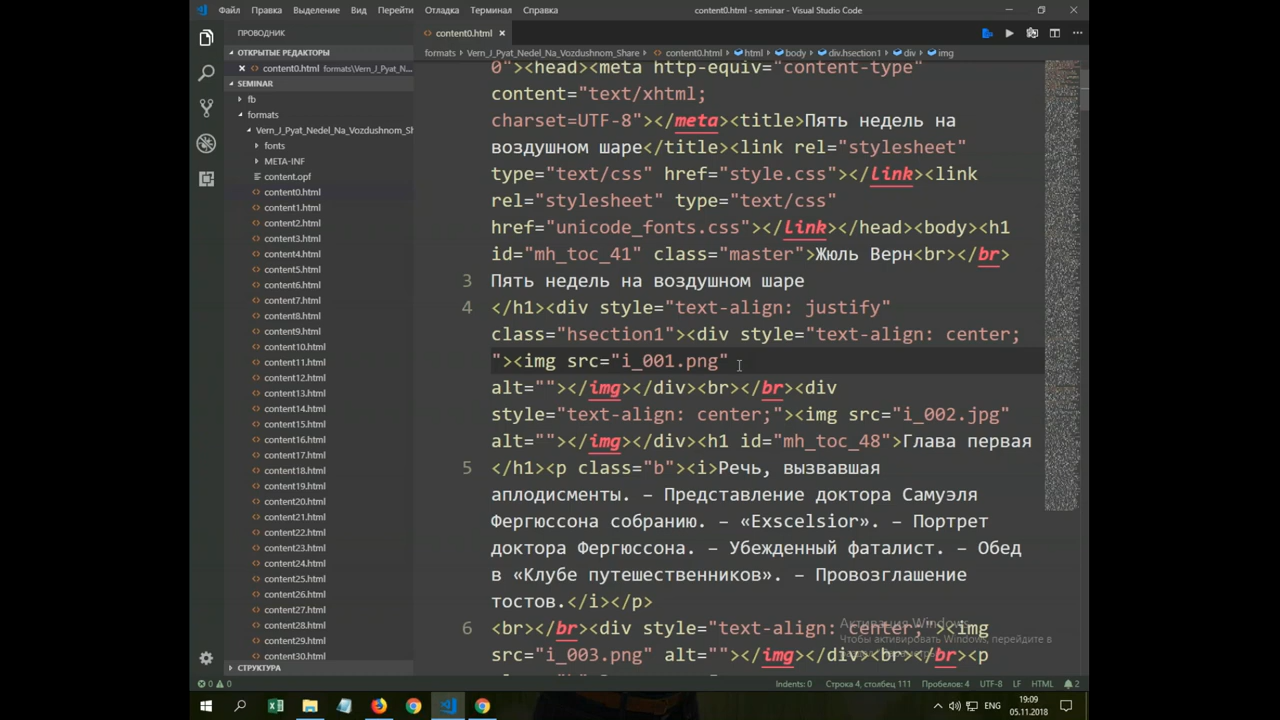 Файл Правка Выделение Вид Перейти Отладка Терминал Справка content0.html - seminar - Visual Studio Code
ПРОВОДНИК
ОТКРЫТЫЕ РЕДАКТОРЫ
content0.html formats\Vern_J_Pyat_N...
SEMINAR
fb
formats
Vern_J_Pyat_Nedel_Na_Vozdushnom_Sh
fonts
META-INF
content.opf
content0.html
content1.html
content2.html
content3.html
content4.html
content5.html
content6.html
content7.html
content8.html
content9.html
content10.html
content11.html
content12.html
content13.html
content14.html
content15.html
content16.html
content17.html
content18.html
content19.html
content20.html
content21.html
content22.html
content23.html
content24.html
content25.html
content26.html
content27.html
content28.html
content29.html
content30.html
СТРУКТУРА
content0.html
formats Vern_J_Pyat_Nedel_Na_Vozdushnom_Share content0.html html body div.hsection1 div img
0"><head><meta http-equiv="content-type"
content="text/xhtml;
charset=UTF-8"></meta><title>Пять недель на
воздушном шаре</title><link rel="stylesheet"
type="text/css" href="style.css"></link><link
rel="stylesheet" type="text/css"
href="unicode_fonts.css"></link></head><body><h1
id="mh_toc_41" class="master">Жюль Верн<br></br>
3 Пять недель на воздушном шаре
4 </h1><div style="text-align: justify"
class="hsection1"><div style="text-align: center;
"><img src="i_001.png"
alt=""></img></div><br></br><div
style="text-align: center;"><img src="i_002.jpg"
alt=""></img></div><h1 id="mh_toc_48">Глава первая
5 </h1><p class="b"><i>Речь, вызвавшая
аплодисменты. – Представление доктора Самуэля
Фергюссона собранию. – «Exscelsior». – Портрет
доктора Фергюссона. – Убежденный фаталист. – Обед
в «Клубе путешественников». – Провозглашение
тостов.</i></p>
6 <br></br><div style="text-align: center;"><img
src="i_003.png" alt=""></img></div><br></br><p
Активация Windows
Чтобы активировать Windows, перейдите в
0 0 Indents: 0 Строка 4, столбец 111 Пробелов: 4 UTF-8 LF HTML 2
ENG 19:09
05.11.2018